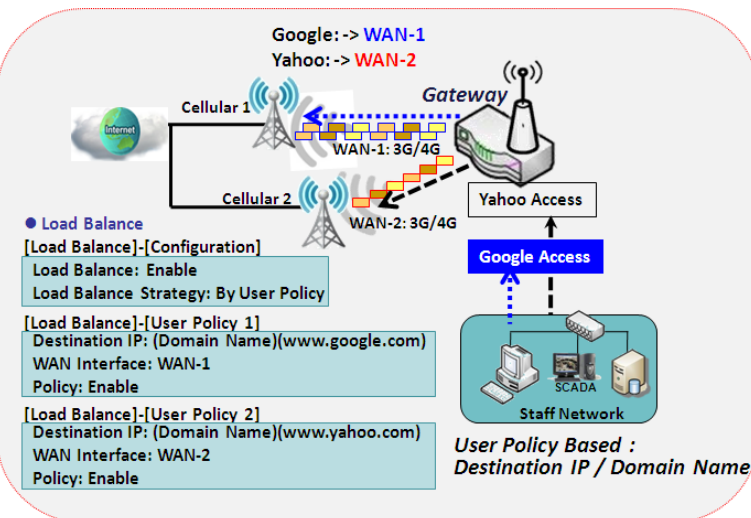 Google: -> WAN-1
Yahoo: -> WAN-2
Gateway
Cellular 1
Internet
WAN-1: 3G/4G
Cellular 2
WAN-2: 3G/4G
Yahoo Access
Google Access
● Load Balance
[Load Balance]-[Configuration]
Load Balance: Enable
Load Balance Strategy: By User Policy
[Load Balance]-[User Policy 1]
Destination IP: (Domain Name)(www.google.com)
WAN Interface: WAN-1
Policy: Enable
[Load Balance]-[User Policy 2]
Destination IP: (Domain Name)(www.yahoo.com)
WAN Interface: WAN-2
Policy: Enable
SCADA
Staff Network
User Policy Based :
Destination IP / Domain Name